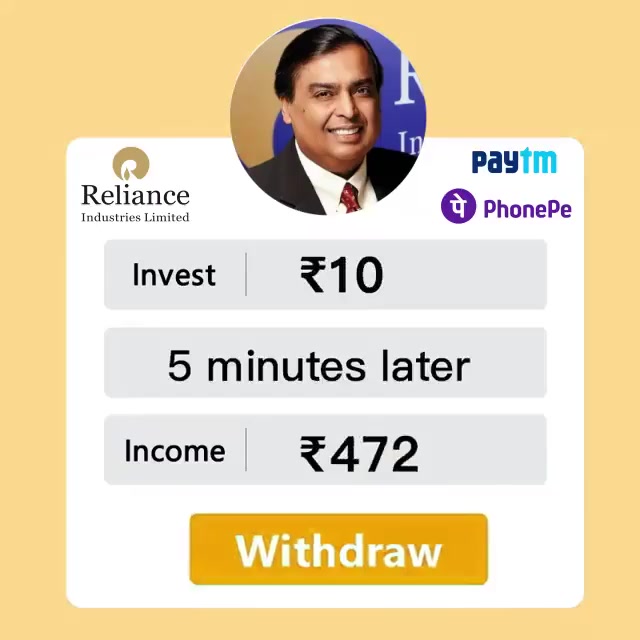 Reliance
Industries Limited
paytm
पे PhonePe
Invest ₹10
5 minutes later
Income ₹472
Withdraw